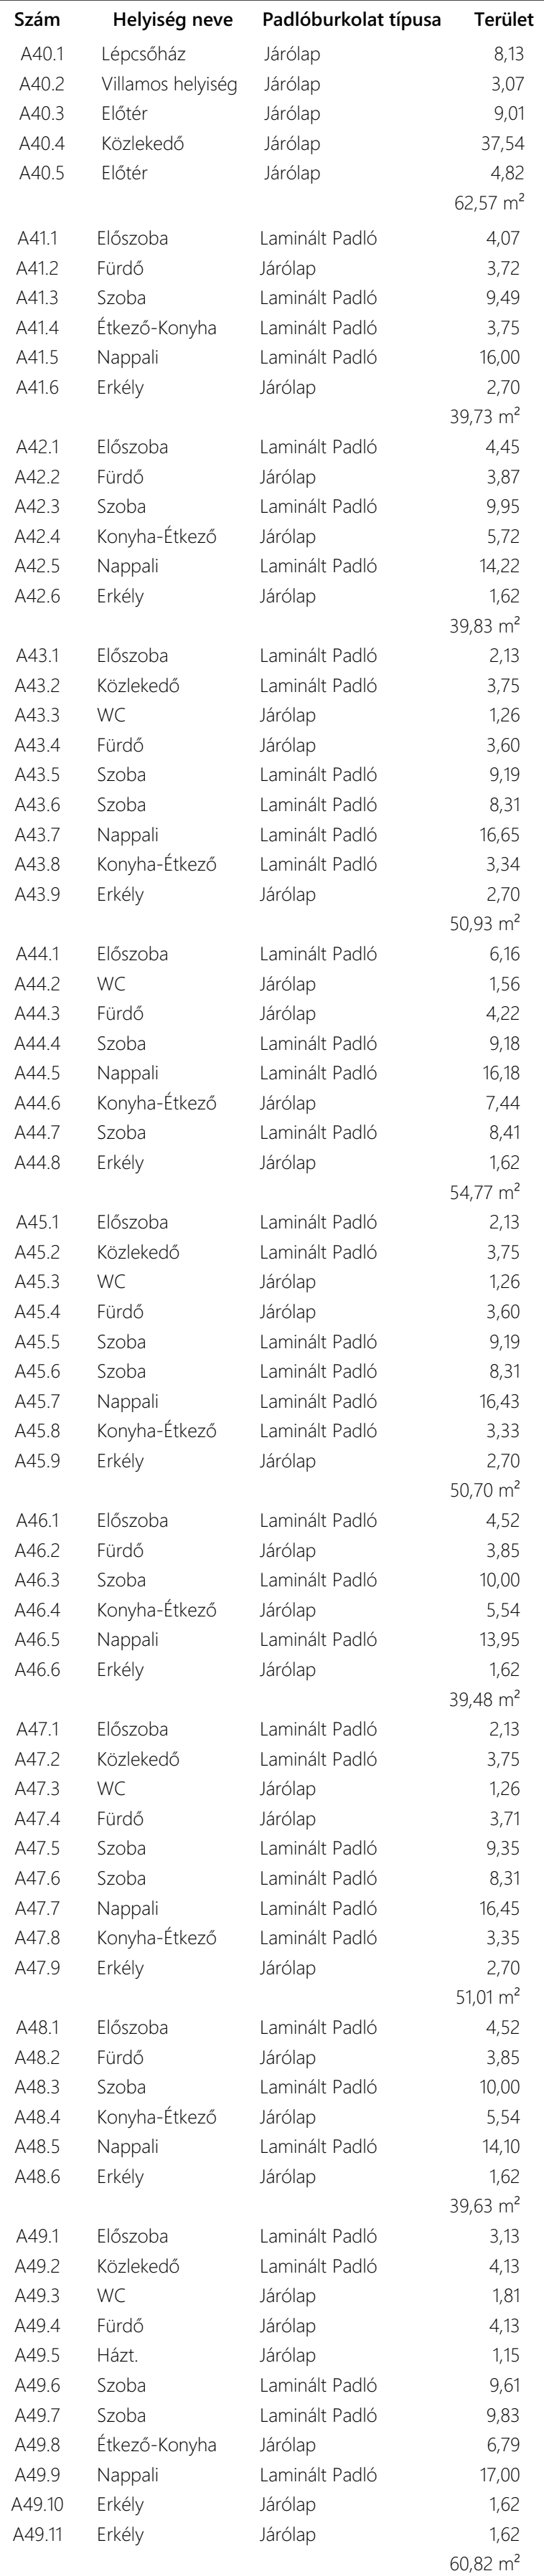 Szám Helyiség neve Padlóburkolat típusa Terület
A40.1 Lépcsőház Járólap 8,13
A40.2 Villamos helyiség Járólap 3,07
A40.3 Előtér Járólap 9,01
A40.4 Közlekedő Járólap 37,54
A40.5 Előtér Járólap 4,82
62,57 m²
A41.1 Előszoba Laminált Padló 4,07
A41.2 Fürdő Járólap 3,72
A41.3 Szoba Laminált Padló 9,49
A41.4 Étkező-Konyha Laminált Padló 3,75
A41.5 Nappali Laminált Padló 16,00
A41.6 Erkély Járólap 2,70
39,73 m²
A42.1 Előszoba Laminált Padló 4,45
A42.2 Fürdő Járólap 3,87
A42.3 Szoba Laminált Padló 9,95
A42.4 Konyha-Étkező Járólap 5,72
A42.5 Nappali Laminált Padló 14,22
A42.6 Erkély Járólap 1,62
39,83 m²
A43.1 Előszoba Laminált Padló 2,13
A43.2 Közlekedő Laminált Padló 3,75
A43.3 WC Járólap 1,26
A43.4 Fürdő Járólap 3,60
A43.5 Szoba Laminált Padló 9,19
A43.6 Szoba Laminált Padló 8,31
A43.7 Nappali Laminált Padló 16,65
A43.8 Konyha-Étkező Laminált Padló 3,34
A43.9 Erkély Járólap 2,70
50,93 m²
A44.1 Előszoba Laminált Padló 6,16
A44.2 WC Járólap 1,56
A44.3 Fürdő Járólap 4,22
A44.4 Szoba Laminált Padló 9,18
A44.5 Nappali Laminált Padló 16,18
A44.6 Konyha-Étkező Járólap 7,44
A44.7 Szoba Laminált Padló 8,41
A44.8 Erkély Járólap 1,62
54,77 m²
A45.1 Előszoba Laminált Padló 2,13
A45.2 Közlekedő Laminált Padló 3,75
A45.3 WC Járólap 1,26
A45.4 Fürdő Járólap 3,60
A45.5 Szoba Laminált Padló 9,19
A45.6 Szoba Laminált Padló 8,31
A45.7 Nappali Laminált Padló 16,43
A45.8 Konyha-Étkező Laminált Padló 3,33
A45.9 Erkély Járólap 2,70
50,70 m²
A46.1 Előszoba Laminált Padló 4,52
A46.2 Fürdő Járólap 3,85
A46.3 Szoba Laminált Padló 10,00
A46.4 Konyha-Étkező Járólap 5,54
A46.5 Nappali Laminált Padló 13,95
A46.6 Erkély Járólap 1,62
39,48 m²
A47.1 Előszoba Laminált Padló 2,13
A47.2 Közlekedő Laminált Padló 3,75
A47.3 WC Járólap 1,26
A47.4 Fürdő Járólap 3,71
A47.5 Szoba Laminált Padló 9,35
A47.6 Szoba Laminált Padló 8,31
A47.7 Nappali Laminált Padló 16,45
A47.8 Konyha-Étkező Laminált Padló 3,35
A47.9 Erkély Járólap 2,70
51,01 m²
A48.1 Előszoba Laminált Padló 4,52
A48.2 Fürdő Járólap 3,85
A48.3 Szoba Laminált Padló 10,00
A48.4 Konyha-Étkező Járólap 5,54
A48.5 Nappali Laminált Padló 14,10
A48.6 Erkély Járólap 1,62
39,63 m²
A49.1 Előszoba Laminált Padló 3,13
A49.2 Közlekedő Laminált Padló 4,13
A49.3 WC Járólap 1,81
A49.4 Fürdő Járólap 4,13
A49.5 Házt. Járólap 1,15
A49.6 Szoba Laminált Padló 9,61
A49.7 Szoba Laminált Padló 9,83
A49.8 Étkező-Konyha Járólap 6,79
A49.9 Nappali Laminált Padló 17,00
A49.10 Erkély Járólap 1,62
A49.11 Erkély Járólap 1,62
60,82 m²